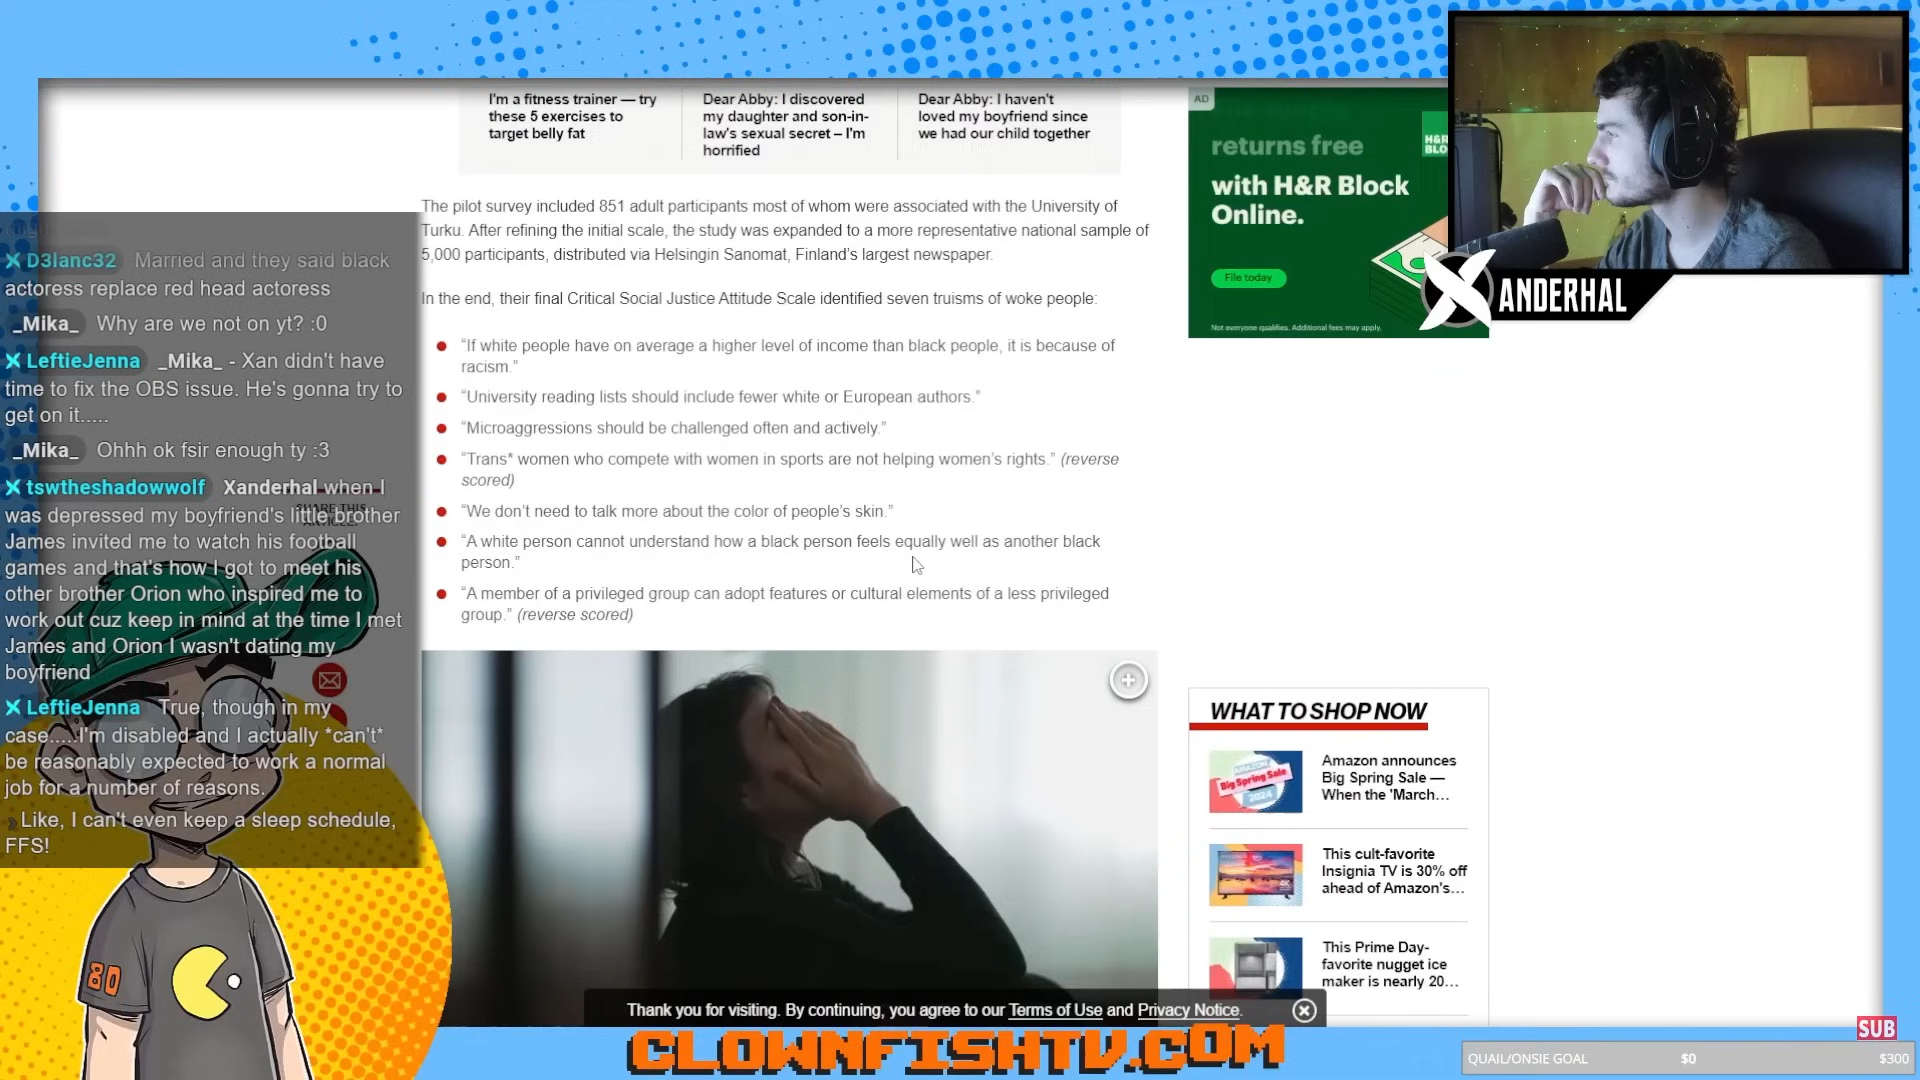 I'm a fitness trainer — try
these 5 exercises to
target belly fat
Dear Abby: I discovered
my daughter and son-in-
law's sexual secret – I'm
horrified
Dear Abby: I haven't
loved my boyfriend since
we had our child together
The pilot survey included 851 adult participants most of whom were associated with the University of
Turku. After refining the initial scale, the study was expanded to a more representative national sample of
5,000 participants, distributed via Helsingin Sanomat, Finland's largest newspaper.
In the end, their final Critical Social Justice Attitude Scale identified seven truisms of woke people:
“If white people have on average a higher level of income than black people, it is because of
racism.”
“University reading lists should include fewer white or European authors.”
“Microaggressions should be challenged often and actively.”
“Trans* women who compete with women in sports are not helping women’s rights.” (reverse
scored)
“We don’t need to talk more about the color of people’s skin.”
“A white person cannot understand how a black person feels equally well as another black
person.”
“A member of a privileged group can adopt features or cultural elements of a less privileged
group.” (reverse scored)
D3lanc32 Married and they said black
actoress replace red head actoress
_Mika_ Why are we not on yt? :0
LeftieJenna _Mika_ - Xan didn't have
time to fix the OBS issue. He's gonna try to
get on it.....
_Mika_ Ohhh ok fsir enough ty :3
tswtheshadowwolf Xanderhal when I
was depressed my boyfriend's little brother
James invited me to watch his football
games and that's how I got to meet his
other brother Orion who inspired me to
work out cuz keep in mind at the time I met
James and Orion I wasn't dating my
boyfriend
LeftieJenna True, though in my
case.....I'm disabled and I actually *can't*
be reasonably expected to work a normal
job for a number of reasons.
Like, I can't even keep a sleep schedule,
FFS!
SHARE THIS
ARTICLE
80
AD
returns free
with H&R Block
Online.
H&R
BLO
File today
Not everyone qualifies. Additional fees may apply.
XANDERHAL
WHAT TO SHOP NOW
AMAZON
Big Spring Sale
2024
Amazon announces
Big Spring Sale —
When the 'March...
This cult-favorite
Insignia TV is 30% off
ahead of Amazon's...
This Prime Day-
favorite nugget ice
maker is nearly 20...
Thank you for visiting. By continuing, you agree to our Terms of Use and Privacy Notice.
CLOWNFISHTV.COM
SUB
QUAIL/ONSIE GOAL $0 $300